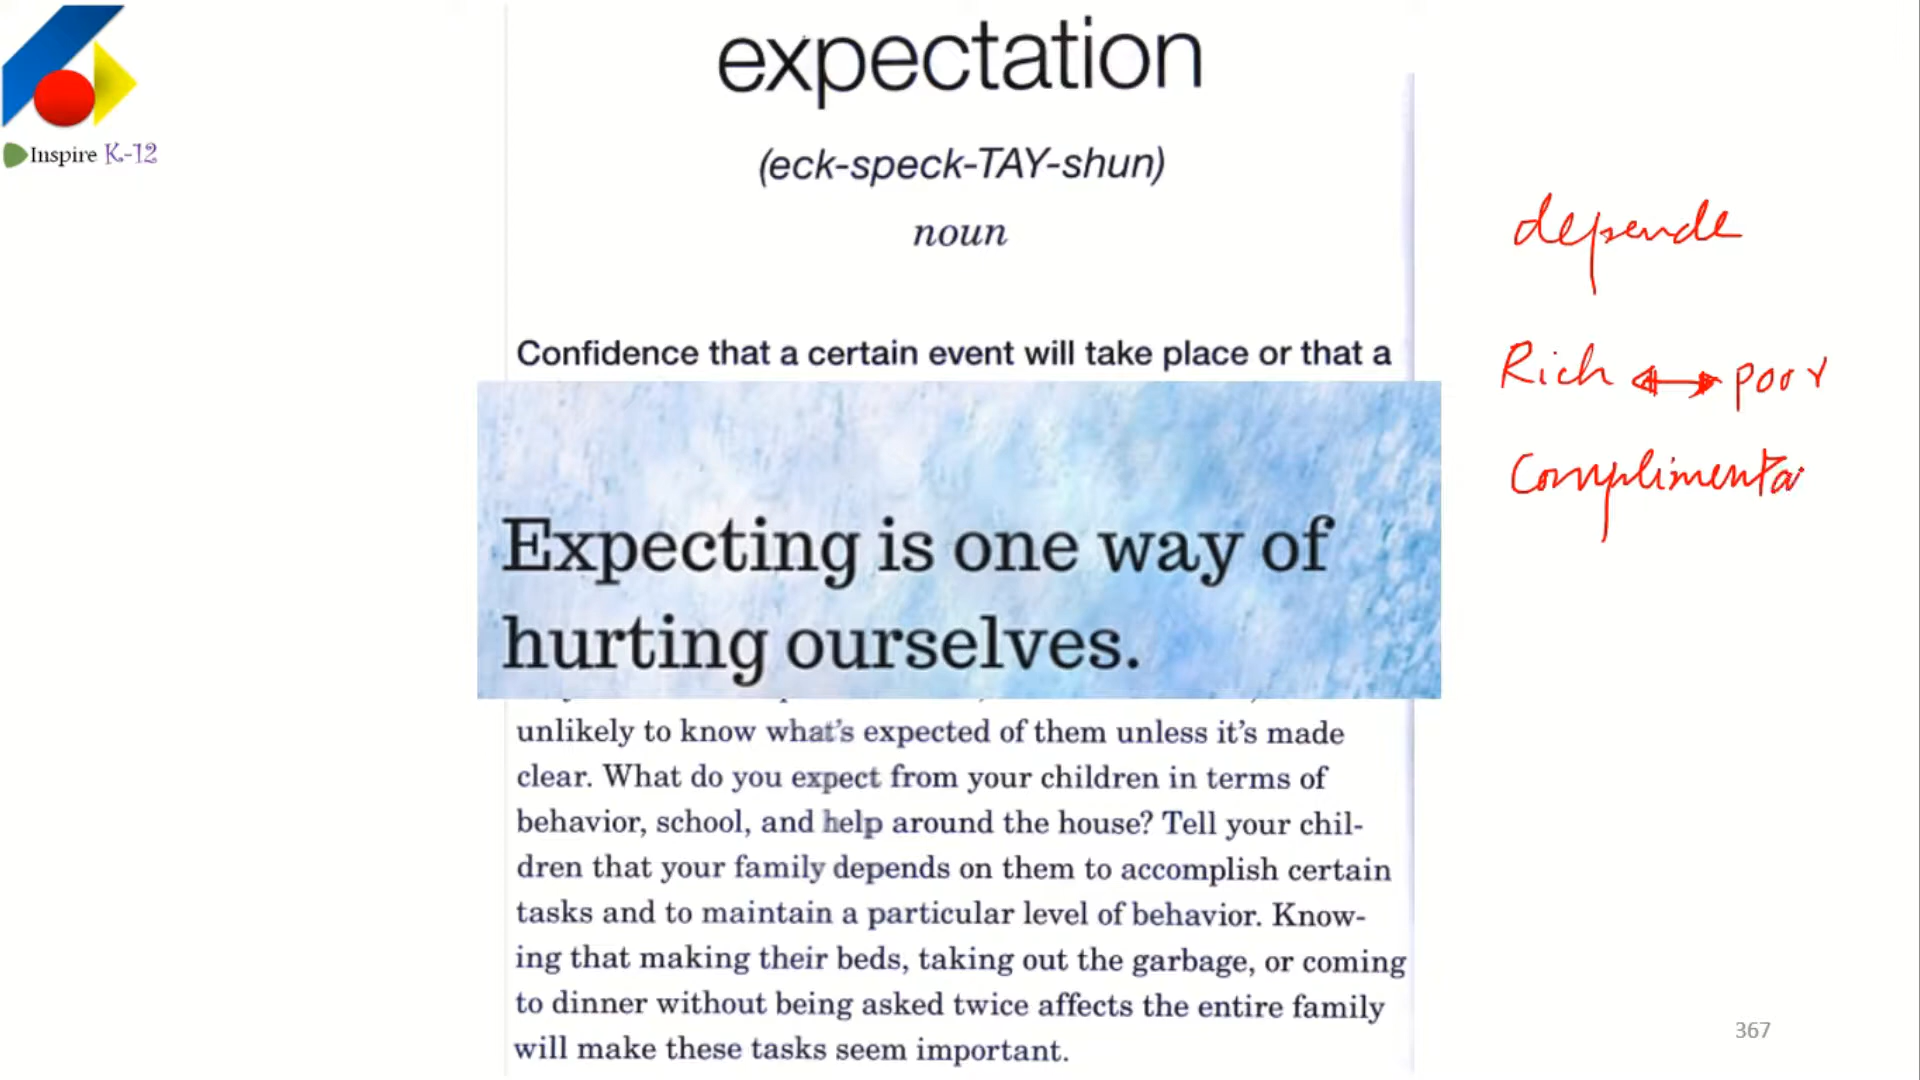 Inspire K-12
expectation
(eck-speck-TAY-shun)
noun
Confidence that a certain event will take place or that a
Expecting is one way of
hurting ourselves.
unlikely to know what's expected of them unless it's made
clear. What do you expect from your children in terms of
behavior, school, and help around the house? Tell your chil-
dren that your family depends on them to accomplish certain
tasks and to maintain a particular level of behavior. Know-
ing that making their beds, taking out the garbage, or coming
to dinner without being asked twice affects the entire family
will make these tasks seem important.
depende
Rich ↔ poor
Complimenta
367